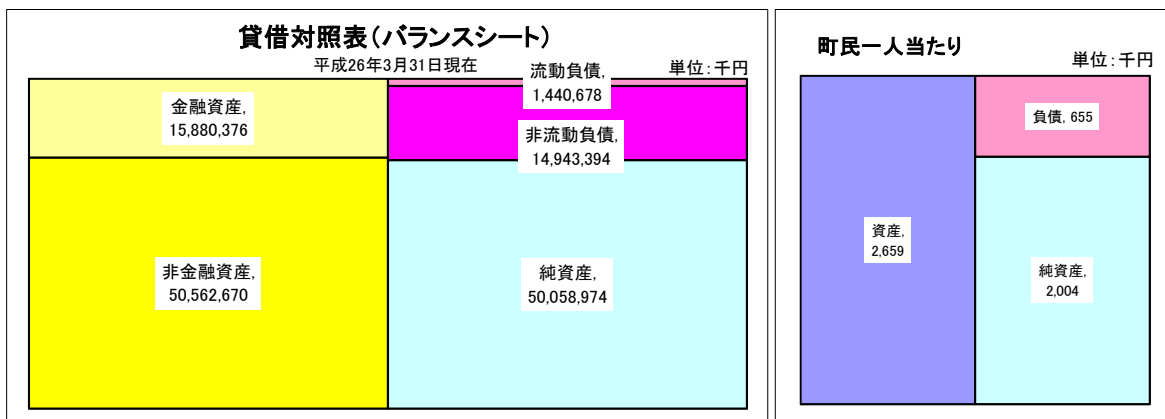 貸借対照表(バランスシート)
平成26年3月31日現在
単位:千円
金融資産,
15,880,376
流動負債,
1,440,678
非流動負債,
14,943,394
非金融資産,
50,562,670
純資産,
50,058,974
町民一人当たり
単位:千円
負債, 655
資産,
2,659
純資産,
2,004